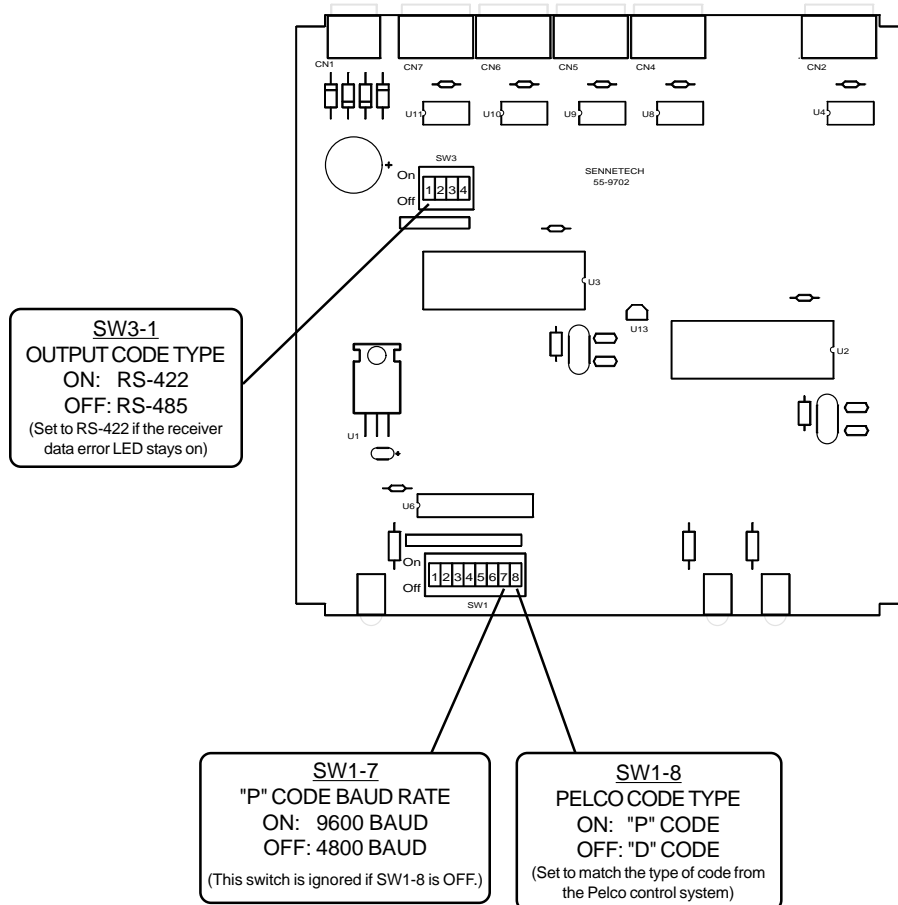 CN1
CN7
CN6
CN5
CN4
CN2
U11
U10
U9
U8
U4
SW3
On
1 2 3 4
Off
+
SENNETECH
55-9702
U3
U13
U2
SW3-1
OUTPUT CODE TYPE
ON: RS-422
OFF: RS-485
(Set to RS-422 if the receiver
data error LED stays on)
U1
+
U6
On
1 2 3 4 5 6 7 8
Off
SW1
SW1-7
"P" CODE BAUD RATE
ON: 9600 BAUD
OFF: 4800 BAUD
(This switch is ignored if SW1-8 is OFF.)
SW1-8
PELCO CODE TYPE
ON: "P" CODE
OFF: "D" CODE
(Set to match the type of code from
the Pelco control system)